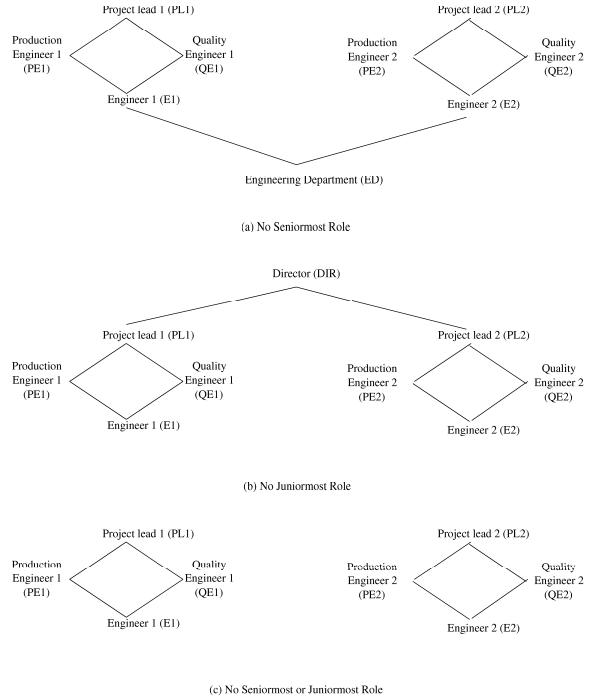 Project lead 1 (PL1)
Project lead 2 (PL2)
Production
Engineer 1
(PE1)
Quality
Engineer 1
(QE1)
Production
Engineer 2
(PE2)
Quality
Engineer 2
(QE2)
Engineer 1 (E1)
Engineer 2 (E2)
Engineering Department (ED)
(a) No Seniormost Role
Director (DIR)
Project lead 1 (PL1)
Project lead 2 (PL2)
Production
Engineer 1
(PE1)
Quality
Engineer 1
(QE1)
Production
Engineer 2
(PE2)
Quality
Engineer 2
(QE2)
Engineer 1 (E1)
Engineer 2 (E2)
(b) No Juniormost Role
Project lead 1 (PL1)
Project lead 2 (PL2)
Production
Engineer 1
(PE1)
Quality
Engineer 1
(QE1)
Production
Engineer 2
(PE2)
Quality
Engineer 2
(QE2)
Engineer 1 (E1)
Engineer 2 (E2)
(c) No Seniormost or Juniormost Role